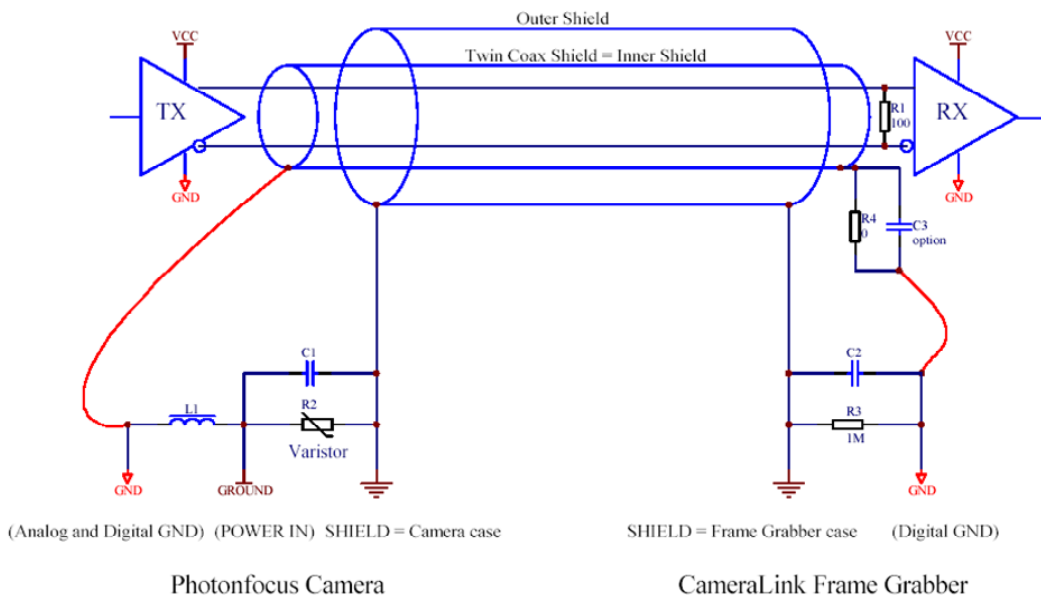 Outer Shield
VCC
VCC
Twin Coax Shield = Inner Shield
TX
R1
100
RX
GND
GND
R4
0
C3
option
C1
C2
L1
R2
R3
Varistor
1M
GND
GROUND
GND
(Analog and Digital GND) (POWER IN) SHIELD = Camera case
SHIELD = Frame Grabber case (Digital GND)
Photonfocus Camera
CameraLink Frame Grabber